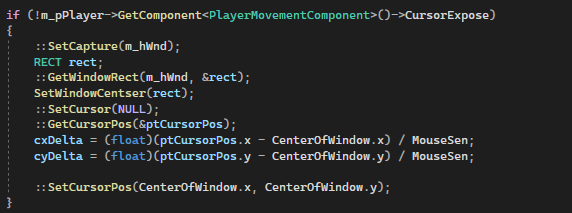 if (!m_pPlayer->GetComponent<PlayerMovementComponent>()->CursorExpose)
{
::SetCapture(m_hWnd);
RECT rect;
::GetWindowRect(m_hWnd, &rect);
SetWindowCentser(rect);
::SetCursor(NULL);
::GetCursorPos(&ptCursorPos);
cxDelta = (float)(ptCursorPos.x - CenterOfWindow.x) / MouseSen;
cyDelta = (float)(ptCursorPos.y - CenterOfWindow.y) / MouseSen;
::SetCursorPos(CenterOfWindow.x, CenterOfWindow.y);
}